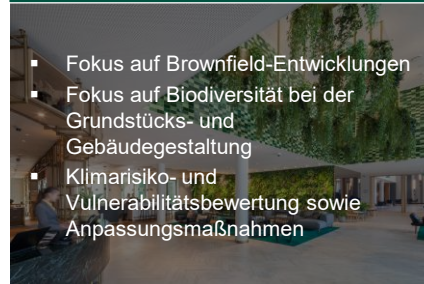 ▪ Fokus auf Brownfield-Entwicklungen
▪ Fokus auf Biodiversität bei der
Grundstücks- und
Gebäudegestaltung
▪ Klimarisiko- und
Vulnerabilitätsbewertung sowie
Anpassungsmaßnahmen